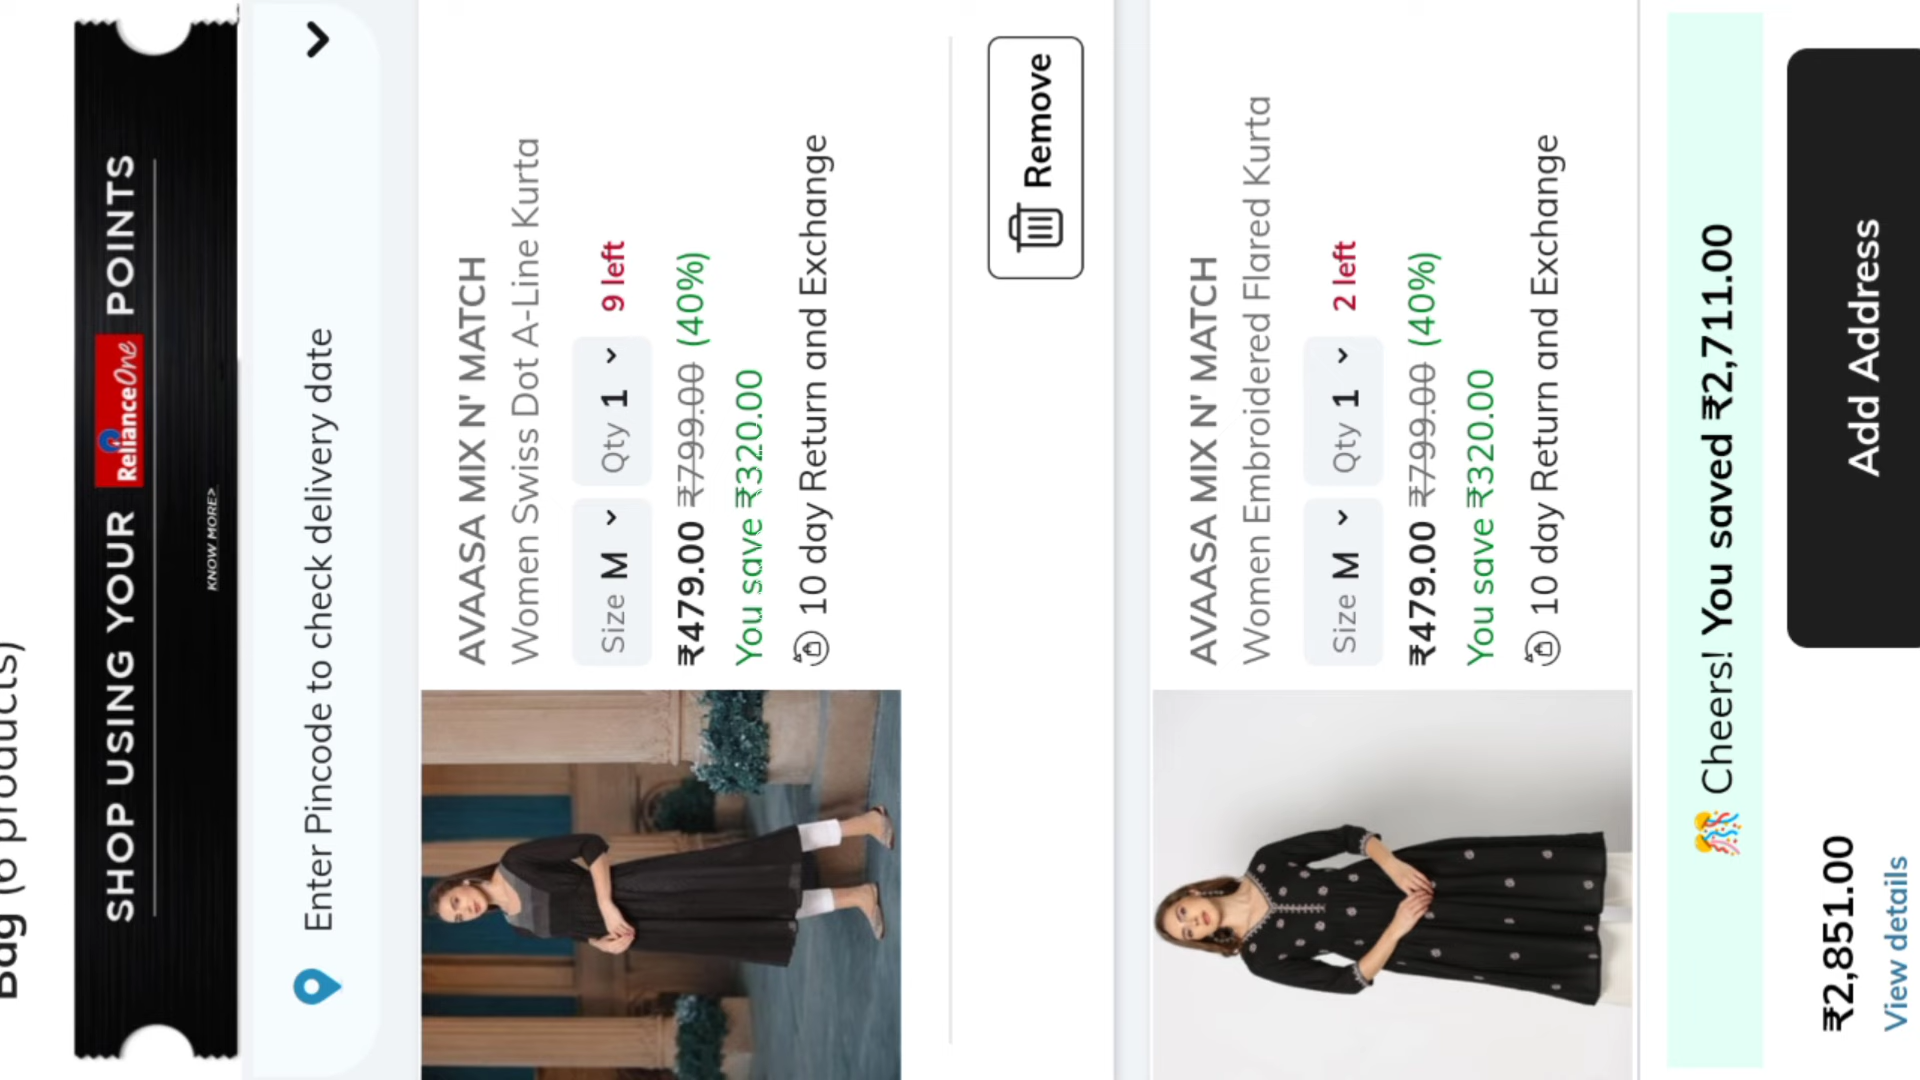 Bag (6 products)
SHOP USING YOUR RelianceOne POINTS
KNOW MORE>
Enter Pincode to check delivery date
AVAASA MIX N' MATCH
Women Swiss Dot A-Line Kurta
Size M Qty 1 9 left
₹479.00 ₹799.00 (40%)
You save ₹320.00
10 day Return and Exchange
Remove
AVAASA MIX N' MATCH
Women Embroidered Flared Kurta
Size M Qty 1 2 left
₹479.00 ₹799.00 (40%)
You save ₹320.00
10 day Return and Exchange
Cheers! You saved ₹2,711.00
₹2,851.00
View details
Add Address